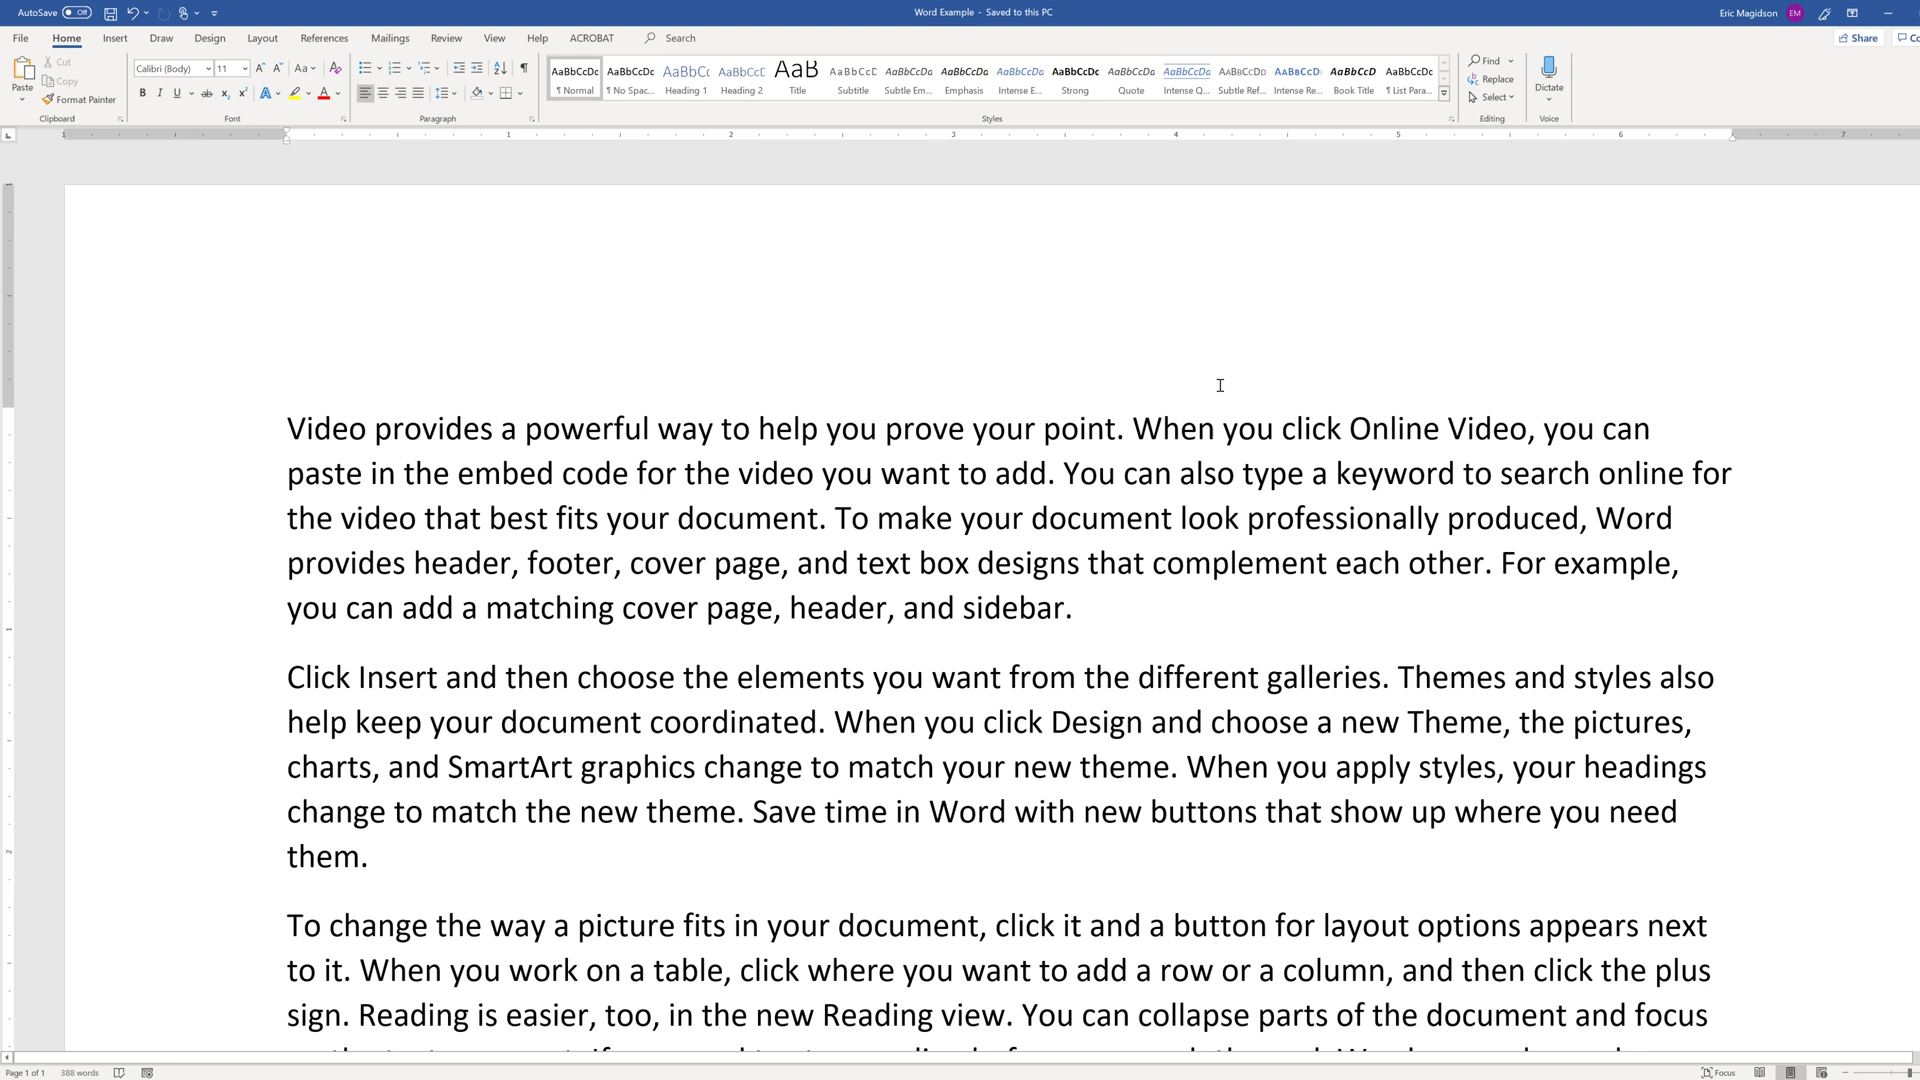 AutoSave Off Word Example - Saved to this PC Eric Magidson EM
File Home Insert Draw Design Layout References Mailings Review View Help ACROBAT Search Share
Paste Cut Copy Format Painter
Calibri (Body) 11 Aa
B I U ab x₂ x² A A
AaBbCcDc AaBbCcDc AaBbCc AaBbCcC AaB AaBbCcC AaBbCcDa AaBbCcDa AaBbCcDa AaBbCcDc AaBbCcDa AaBbCcDa AaBbCcDd AaBbCcDd AaBbCcD AaBbCcDc
¶ Normal ¶ No Spac... Heading 1 Heading 2 Title Subtitle Subtle Em... Emphasis Intense E... Strong Quote Intense Q... Subtle Ref... Intense Re... Book Title ¶ List Para...
Find Replace Select Dictate
Clipboard Font Paragraph Styles Editing Voice
1 1 2 3 4 5 6 7
Video provides a powerful way to help you prove your point. When you click Online Video, you can
paste in the embed code for the video you want to add. You can also type a keyword to search online for
the video that best fits your document. To make your document look professionally produced, Word
provides header, footer, cover page, and text box designs that complement each other. For example,
you can add a matching cover page, header, and sidebar.
Click Insert and then choose the elements you want from the different galleries. Themes and styles also
help keep your document coordinated. When you click Design and choose a new Theme, the pictures,
charts, and SmartArt graphics change to match your new theme. When you apply styles, your headings
change to match the new theme. Save time in Word with new buttons that show up where you need
them.
To change the way a picture fits in your document, click it and a button for layout options appears next
to it. When you work on a table, click where you want to add a row or a column, and then click the plus
sign. Reading is easier, too, in the new Reading view. You can collapse parts of the document and focus
Page 1 of 1 388 words Focus